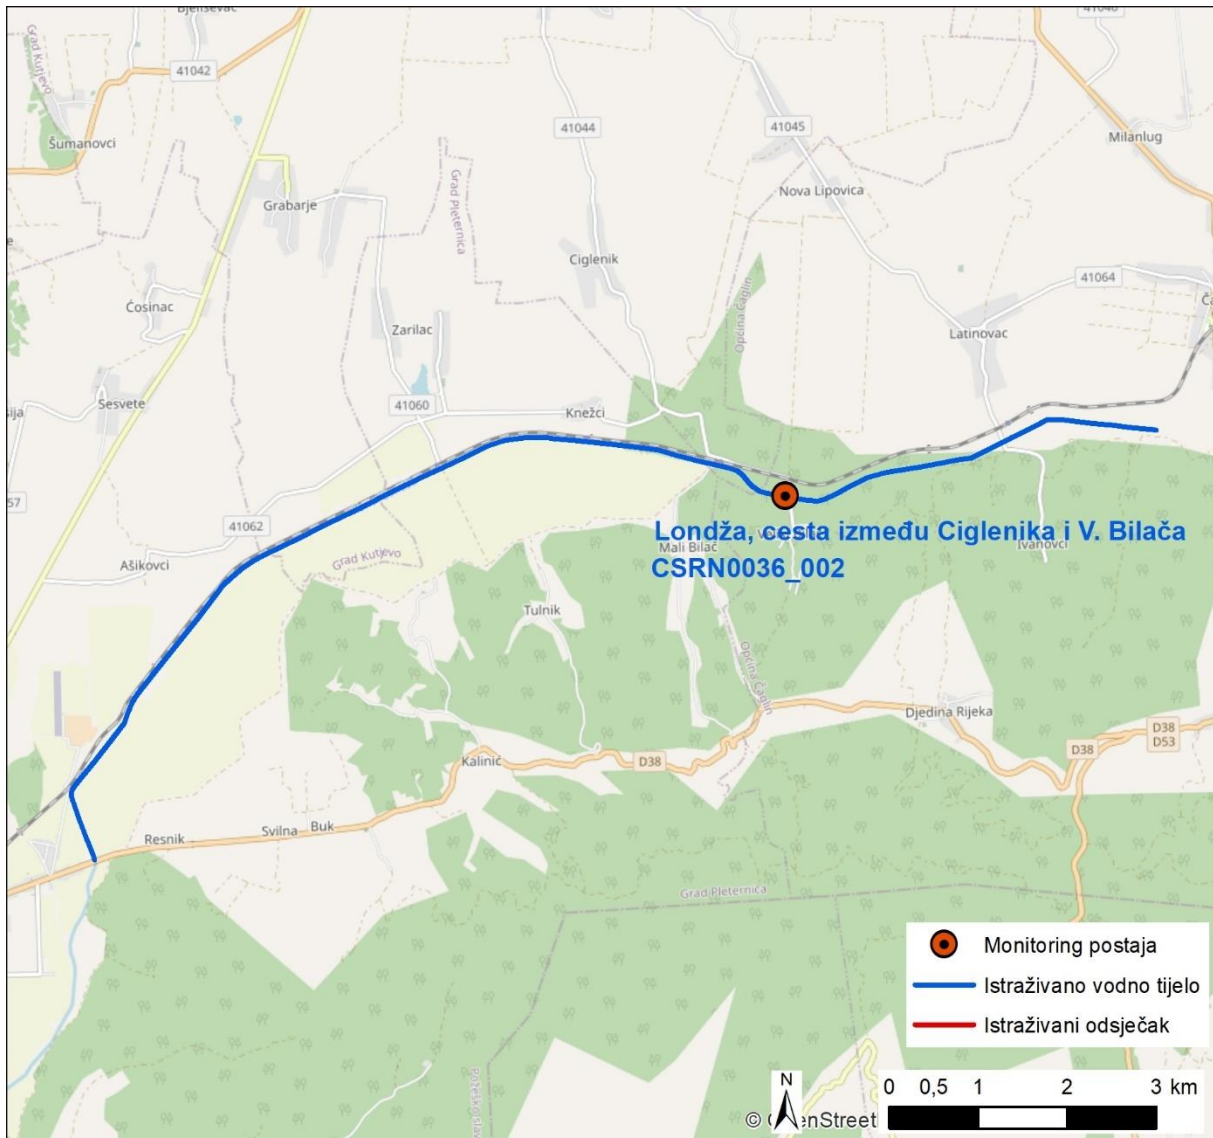 Bjeliševac
41046
Grad Kutjevo
41042
41044
41045
Šumanovci
Milanlug
Grad Pleternica
Nova Lipovica
Grabarje
Ciglenik
41064
Općina Čaglin
Ćosinac
Zarilac
Latinovac
41060
Sesvete
Knežci
57
41062
Londža, cesta između Ciglenika i V. Bilača
Mali Bilač
Ivanovci
Grad Kutjevo
Ašikovci
CSRN0036_002
Tulnik
Općina Čaglin
Djedina Rijeka
D38
D53
D38
Kalinić
D38
Resnik
Svilna
Buk
Grad Pleternica
Monitoring postaja
Istraživano vodno tijelo
Istraživani odsječak
N
0 0,5 1 2 3 km